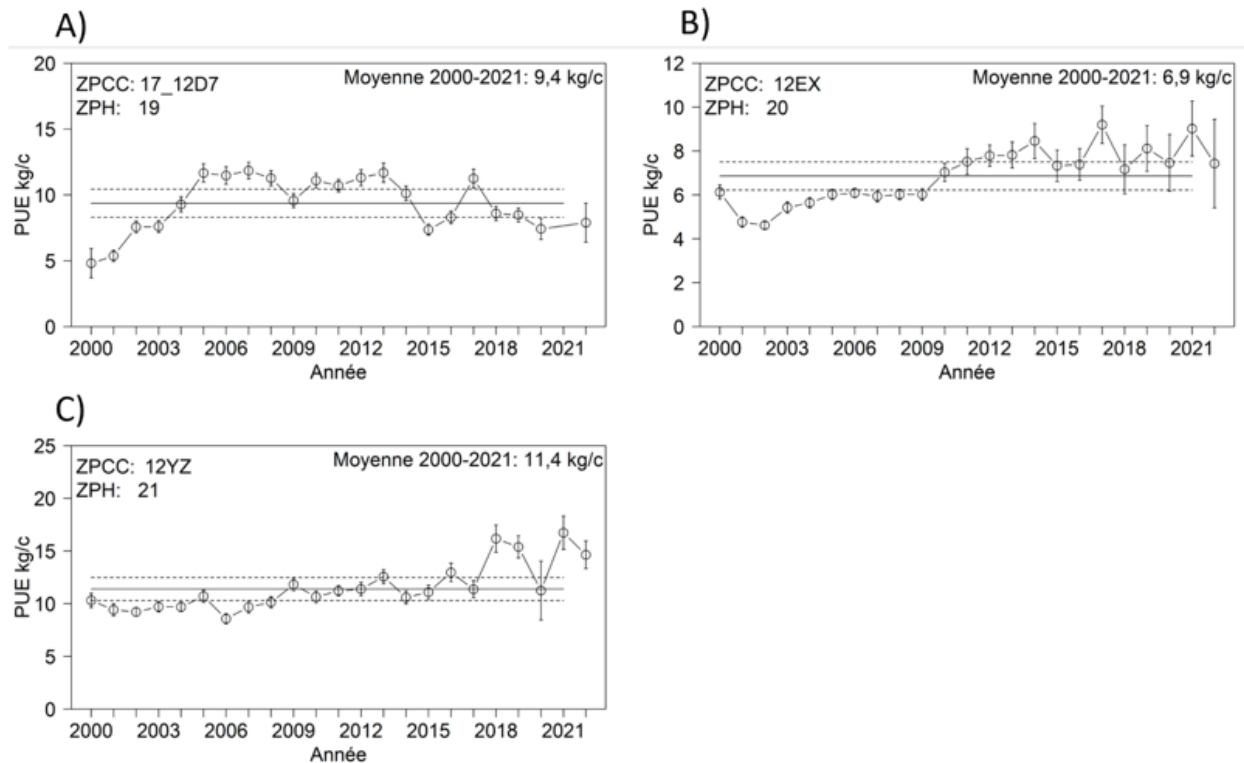 A)
20
15
10
5
0
PUE kg/c
ZPCC: 17_12D7
ZPH: 19
Moyenne 2000-2021: 9,4 kg/c
2000 2003 2006 2009 2012 2015 2018 2021
Année
B)
12
10
8
6
4
2
0
PUE kg/c
ZPCC: 12EX
ZPH: 20
Moyenne 2000-2021: 6,9 kg/c
2000 2003 2006 2009 2012 2015 2018 2021
Année
C)
25
20
15
10
5
0
PUE kg/c
ZPCC: 12YZ
ZPH: 21
Moyenne 2000-2021: 11,4 kg/c
2000 2003 2006 2009 2012 2015 2018 2021
Année